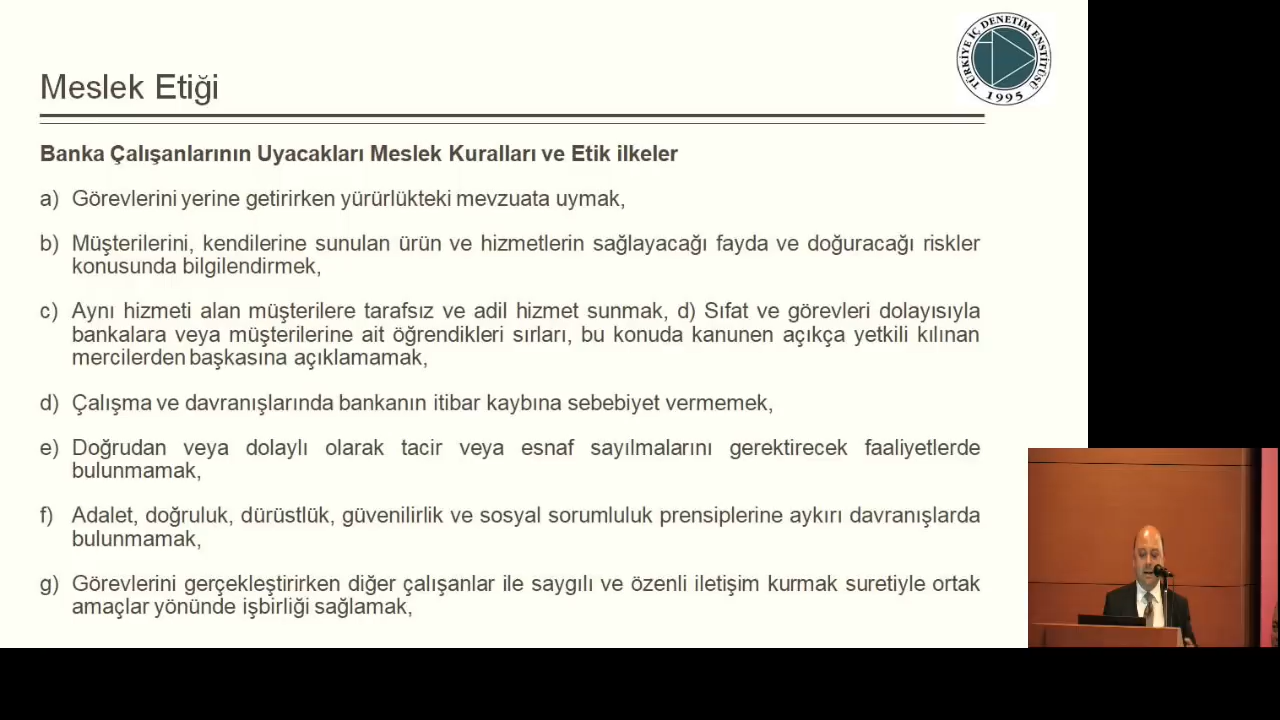 TÜRKİYE İÇ DENETİM ENSTİTÜSÜ
1995
Meslek Etiği
Banka Çalışanlarının Uyacakları Meslek Kuralları ve Etik ilkeler
a) Görevlerini yerine getirirken yürürlükteki mevzuata uymak,
b) Müşterilerini, kendilerine sunulan ürün ve hizmetlerin sağlayacağı fayda ve doğuracağı riskler
konusunda bilgilendirmek,
c) Aynı hizmeti alan müşterilere tarafsız ve adil hizmet sunmak, d) Sıfat ve görevleri dolayısıyla
bankalara veya müşterilerine ait öğrendikleri sırları, bu konuda kanunen açıkça yetkili kılınan
mercilerden başkasına açıklamamak,
d) Çalışma ve davranışlarında bankanın itibar kaybına sebebiyet vermemek,
e) Doğrudan veya dolaylı olarak tacir veya esnaf sayılmalarını gerektirecek faaliyetlerde
bulunmamak,
f) Adalet, doğruluk, dürüstlük, güvenilirlik ve sosyal sorumluluk prensiplerine aykırı davranışlarda
bulunmamak,
g) Görevlerini gerçekleştirirken diğer çalışanlar ile saygılı ve özenli iletişim kurmak suretiyle ortak
amaçlar yönünde işbirliği sağlamak,